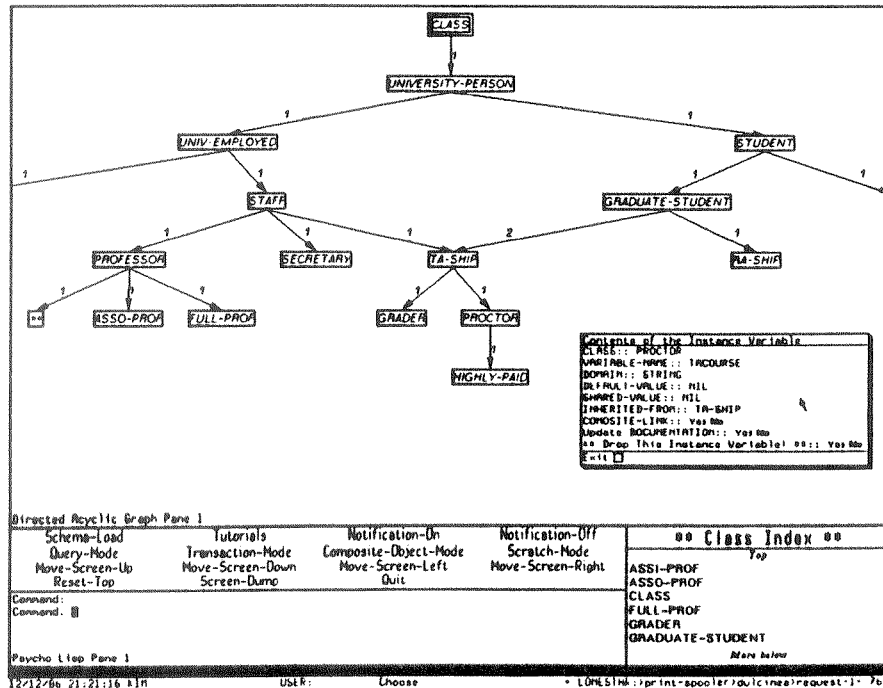 CLASS
1
UNIVERSITY-PERSON
1 1
UNIV-EMPLOYED STUDENT
1 1 1 1
STAFF GRADUATE-STUDENT
1 1 1 2 1
PROFESSOR SECRETARY TA-SHIP RA-SHIP
1 1 1 1 1
** ASSO-PROF FULL-PROF GRADER PROCTOR
1
HIGHLY-PAID
Contents of the Instance Variable
CLASS:: PROCTOR
VARIABLE-NAME:: TACOURSE
DOMAIN:: STRING
DEFAULT-VALUE:: NIL
SHARED-VALUE:: NIL
INHERITED-FROM:: TA-SHIP
COMOSITE-LINK:: Yes No
Update DOCUMENTATION:: Yes No
** Drop This Instance Variable! **:: Yes No
Exit
Directed Acyclic Graph Pane 1
Schema-Load Tutorials Notification-On Notification-Off
Query-Mode Transaction-Mode Composite-Object-Mode Scratch-Mode
Move-Screen-Up Move-Screen-Down Move-Screen-Left Move-Screen-Right
Reset-Top Screen-Dump Quit
Command:
Command:
Psycho Lisp Pane 1
** Class Index **
Top
ASSI-PROF
ASSO-PROF
CLASS
FULL-PROF
GRADER
GRADUATE-STUDENT
More below
12/12/86 21:21:16 KIM USER: Choose